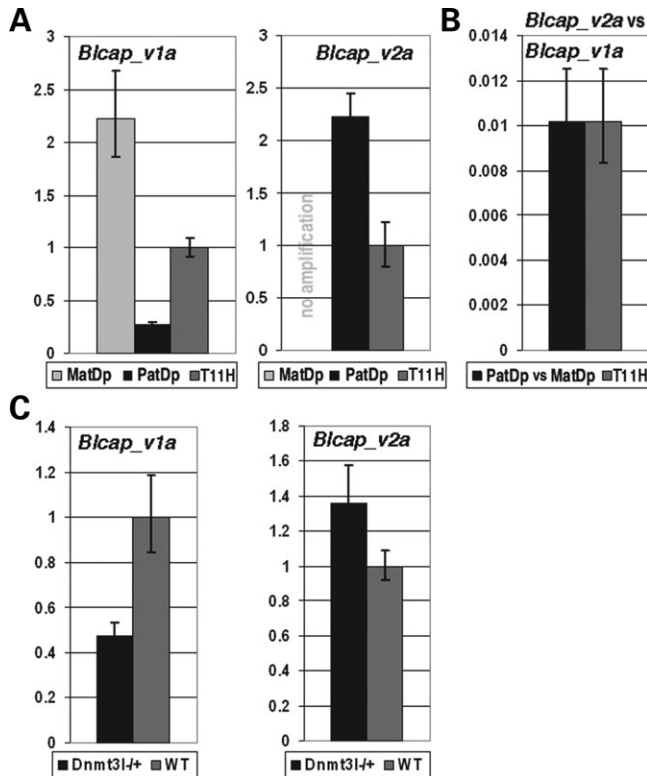 A
Blcap_v1a
3
2.5
2
1.5
1
0.5
0
MatDp PatDp T11H
Blcap_v2a
3
2.5
2
1.5
1
0.5
0
no amplification
MatDp PatDp T11H
B
Blcap_v2a vs
Blcap_v1a
0.014
0.012
0.01
0.008
0.006
0.004
0.002
0
PatDp vs MatDp T11H
C
Blcap_v1a
1.4
1.2
1
0.8
0.6
0.4
0.2
0
Dnmt3l-/+ WT
Blcap_v2a
1.8
1.6
1.4
1.2
1
0.8
0.6
0.4
0.2
0
Dnmt3l-/+ WT